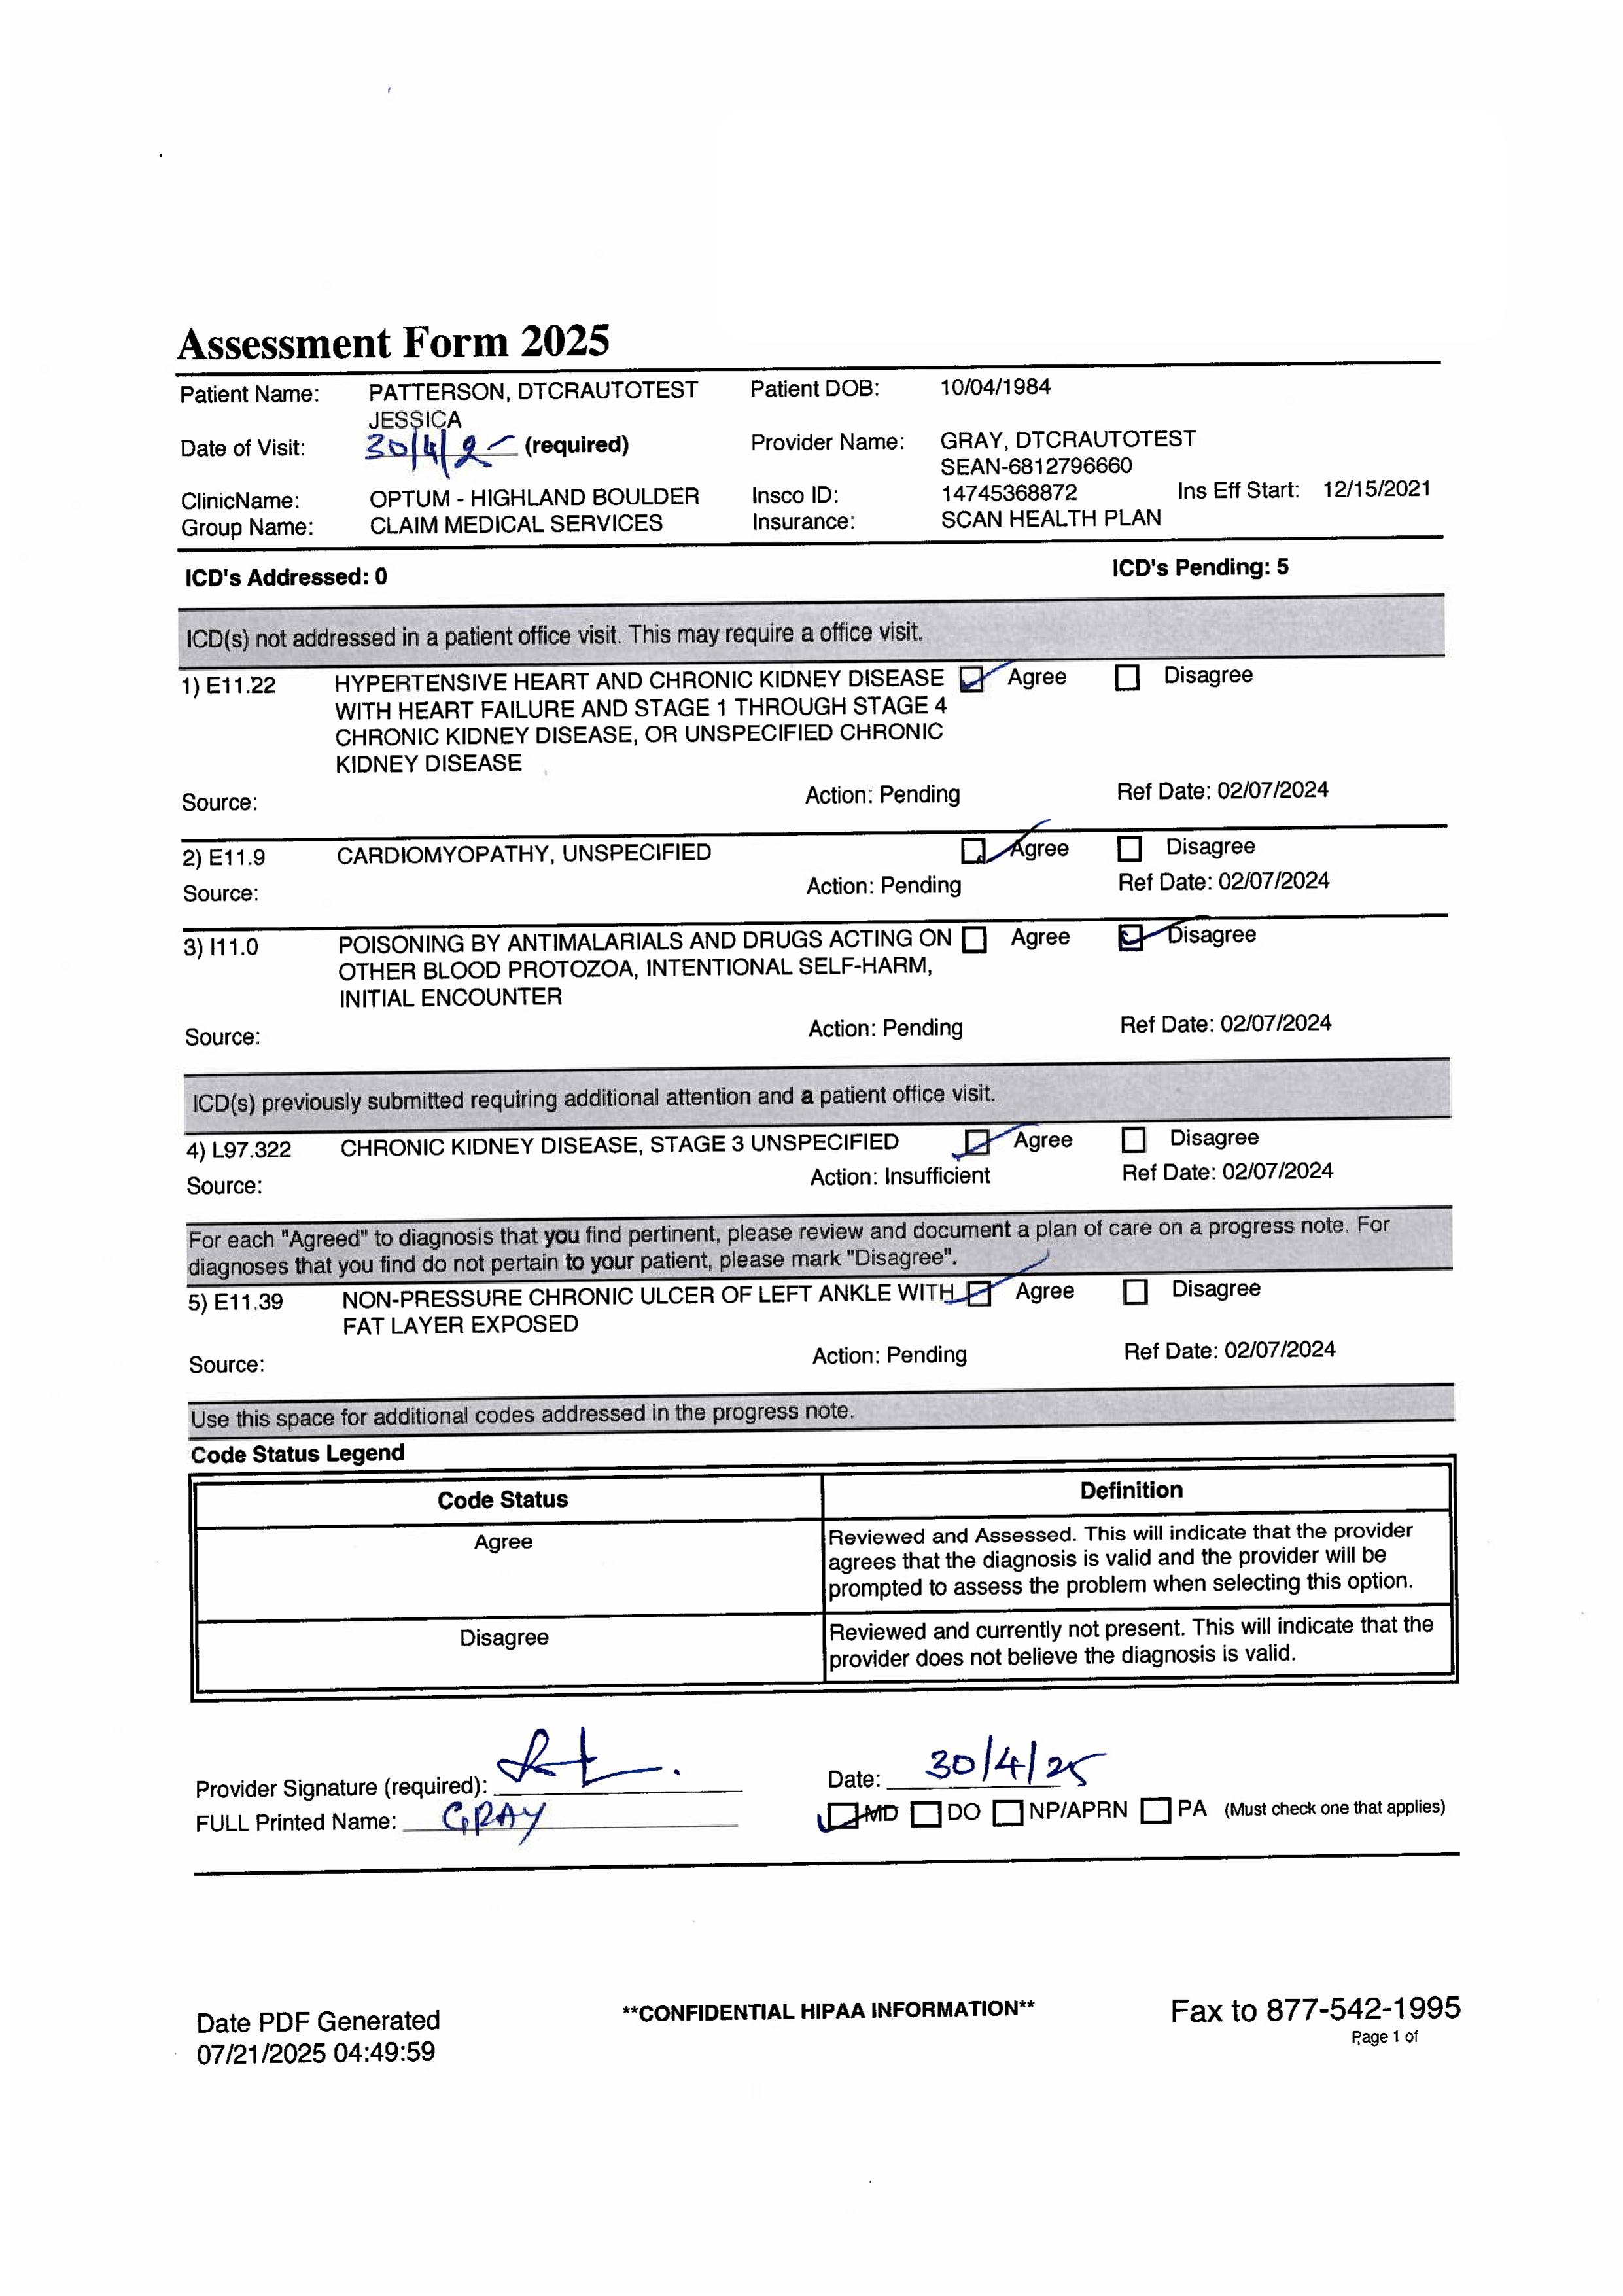 Assessment Form 2025
Patient Name: PATTERSON, DTCRAUTOTEST JESSICA Patient DOB: 10/04/1984
Date of Visit: 30/4/2 (required) Provider Name: GRAY, DTCRAUTOTEST SEAN-6812796660
ClinicName: OPTUM - HIGHLAND BOULDER Insco ID: 14745368872 Ins Eff Start: 12/15/2021
Group Name: CLAIM MEDICAL SERVICES Insurance: SCAN HEALTH PLAN
ICD's Addressed: 0 ICD's Pending: 5
ICD(s) not addressed in a patient office visit. This may require a office visit.
1) E11.22 HYPERTENSIVE HEART AND CHRONIC KIDNEY DISEASE Agree Disagree
WITH HEART FAILURE AND STAGE 1 THROUGH STAGE 4
CHRONIC KIDNEY DISEASE, OR UNSPECIFIED CHRONIC
KIDNEY DISEASE
Source: Action: Pending Ref Date: 02/07/2024
2) E11.9 CARDIOMYOPATHY, UNSPECIFIED Agree Disagree
Source: Action: Pending Ref Date: 02/07/2024
3) I11.0 POISONING BY ANTIMALARIALS AND DRUGS ACTING ON Agree Disagree
OTHER BLOOD PROTOZOA, INTENTIONAL SELF-HARM,
INITIAL ENCOUNTER
Source: Action: Pending Ref Date: 02/07/2024
ICD(s) previously submitted requiring additional attention and a patient office visit.
4) L97.322 CHRONIC KIDNEY DISEASE, STAGE 3 UNSPECIFIED Agree Disagree
Source: Action: Insufficient Ref Date: 02/07/2024
For each "Agreed" to diagnosis that you find pertinent, please review and document a plan of care on a progress note. For
diagnoses that you find do not pertain to your patient, please mark "Disagree".
5) E11.39 NON-PRESSURE CHRONIC ULCER OF LEFT ANKLE WITH Agree Disagree
FAT LAYER EXPOSED
Source: Action: Pending Ref Date: 02/07/2024
Use this space for additional codes addressed in the progress note.
Code Status Legend
Code Status Definition
Agree Reviewed and Assessed. This will indicate that the provider
agrees that the diagnosis is valid and the provider will be
prompted to assess the problem when selecting this option.
Disagree Reviewed and currently not present. This will indicate that the
provider does not believe the diagnosis is valid.
Provider Signature (required): Date: 30/4/25
FULL Printed Name: GRAY MD DO NP/APRN PA (Must check one that applies)
Date PDF Generated **CONFIDENTIAL HIPAA INFORMATION** Fax to 877-542-1995
07/21/2025 04:49:59 Page 1 of